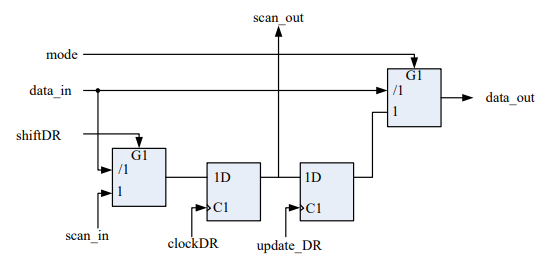 scan_out
mode
G1
data_in
/1
data_out
1
shiftDR
G1
/1
1D
1D
1
C1
C1
scan_in
clockDR
update_DR